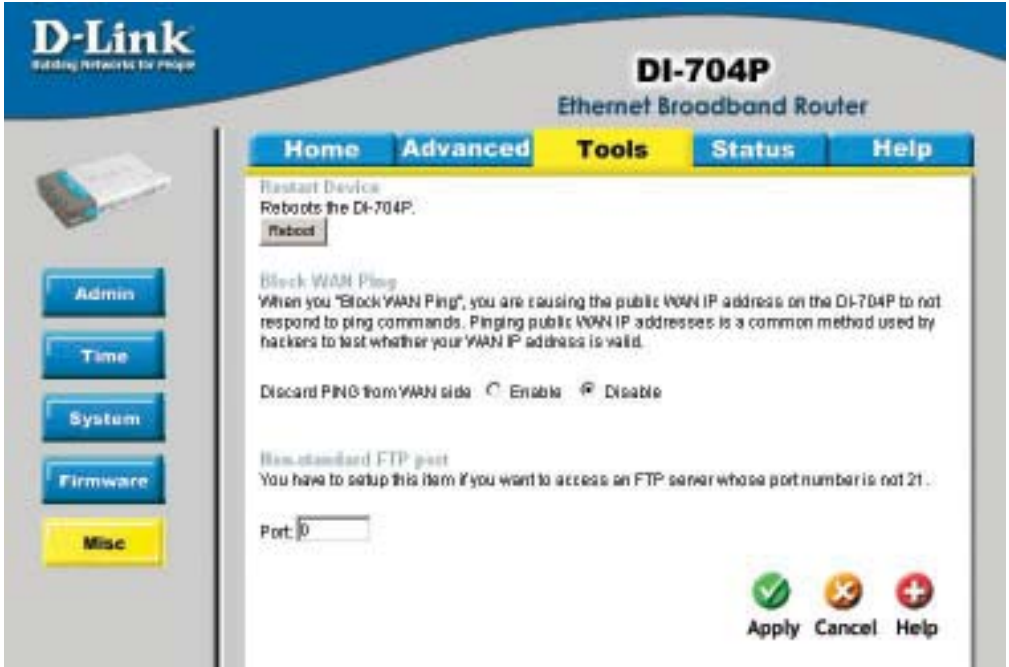 D-Link
Building Networks for People
DI-704P
Ethernet Broadband Router
Home
Advanced
Tools
Status
Help
Admin
Time
System
Firmware
Misc
Restart Device
Reboots the DI-704P.
Reboot
Block WAN Ping
When you "Block WAN Ping", you are causing the public WAN IP address on the DI-704P to not
respond to ping commands. Pinging public WAN IP addresses is a common method used by
hackers to test whether your WAN IP address is valid.
Discard PING from WAN side Enable Disable
Non-standard FTP port
You have to setup this item if you want to access an FTP server whose port number is not 21.
Port: 0
Apply
Cancel
Help